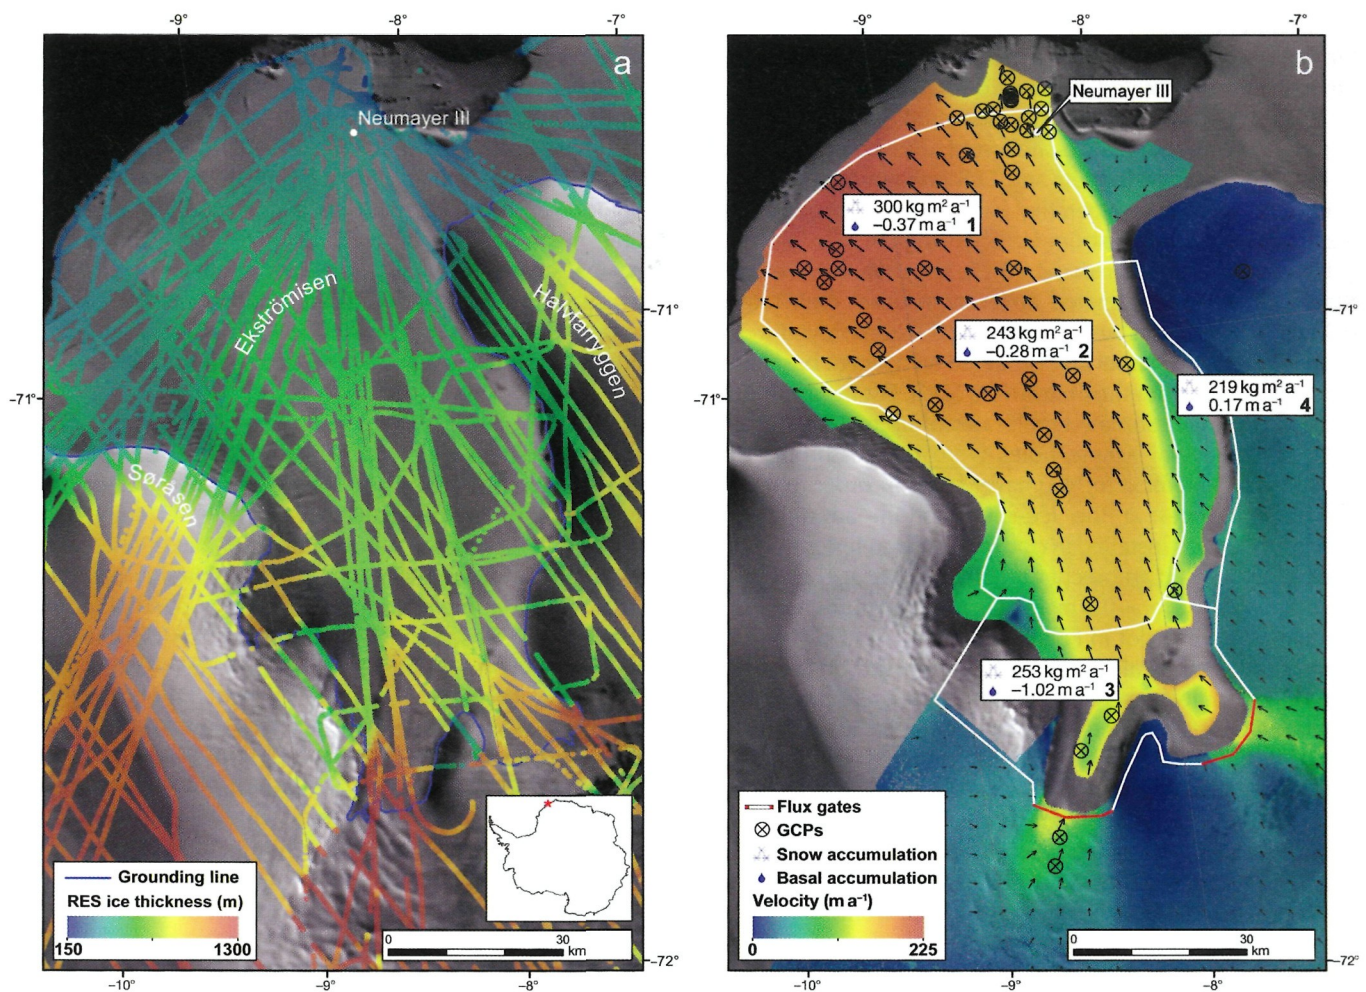 -9°
-8°
-7°
a
Neumayer III
Ekströmisen
Halvfarryggen
Sørasen
-71°
-71°
Grounding line
RES ice thickness (m)
150
1300
0
30
km
-10°
-9°
-8°
-72°
-9°
-8°
-7°
b
Neumayer III
300 kg m² a⁻¹
−0.37 m a⁻¹ 1
243 kg m² a⁻¹
−0.28 m a⁻¹ 2
219 kg m² a⁻¹
0.17 m a⁻¹ 4
253 kg m² a⁻¹
−1.02 m a⁻¹ 3
-71°
Flux gates
GCPs
Snow accumulation
Basal accumulation
Velocity (m a⁻¹)
0
225
0
30
km
-10°
-9°
-8°
-72°